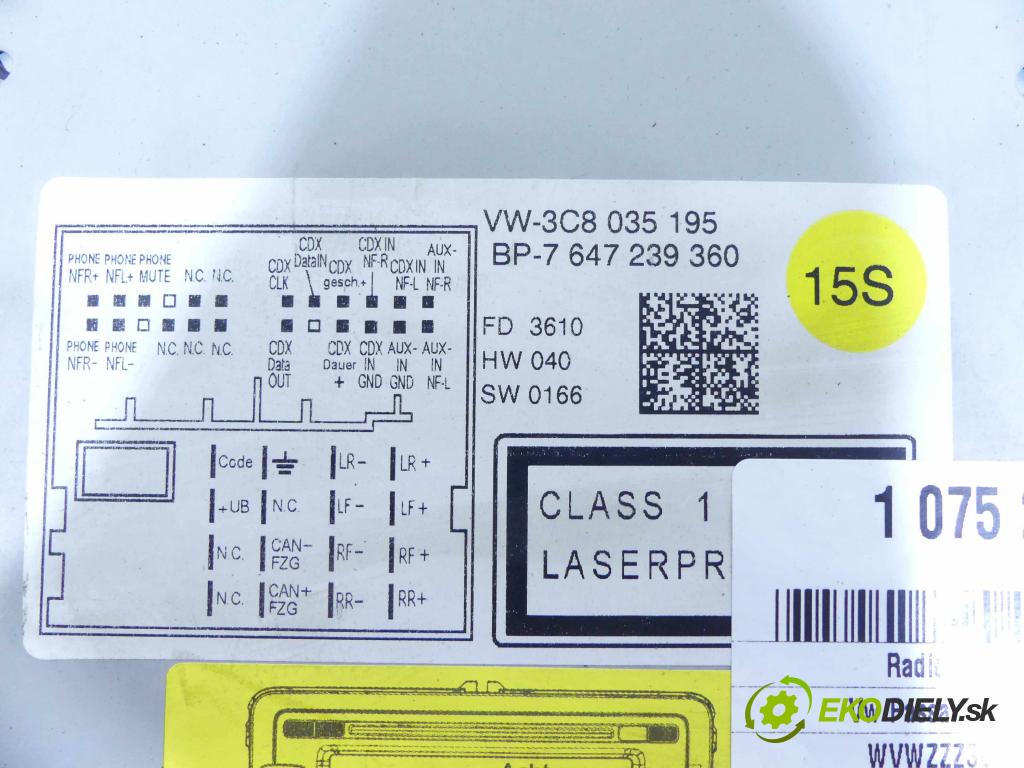 VW-3C8 035 195
BP-7 647 239 360
15S
FD 3610
HW 040
SW 0166
PHONE PHONE PHONE
NFR+ NFL+ MUTE N.C. N.C.
CDX CLK
CDX DataIN
CDX gesch.+
CDX IN NF-R
CDX IN NF-L
AUX-IN NF-R
PHONE PHONE
NFR- NFL- N.C. N.C. N.C.
CDX Data OUT
CDX Dauer +
CDX IN GND
AUX-IN GND
AUX-IN NF-L
Code LR- LR+
+UB N.C. LF- LF+
N.C. CAN- FZG RF- RF+
N.C. CAN+ FZG RR- RR+
CLASS 1
LASERPR
1 075
EKODIELY.sk